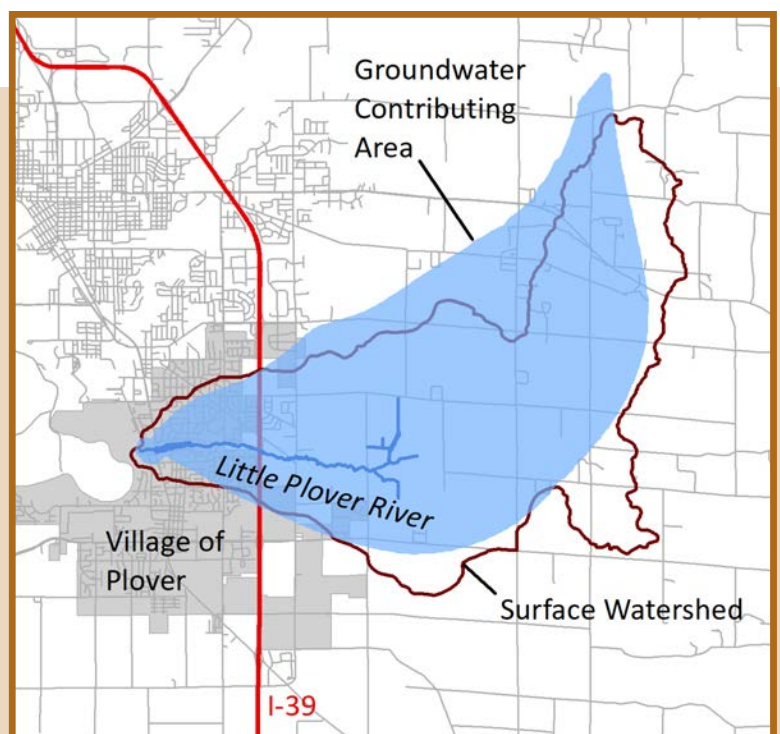 Groundwater
Contributing
Area
Little Plover River
Village of
Plover
Surface Watershed
I-39